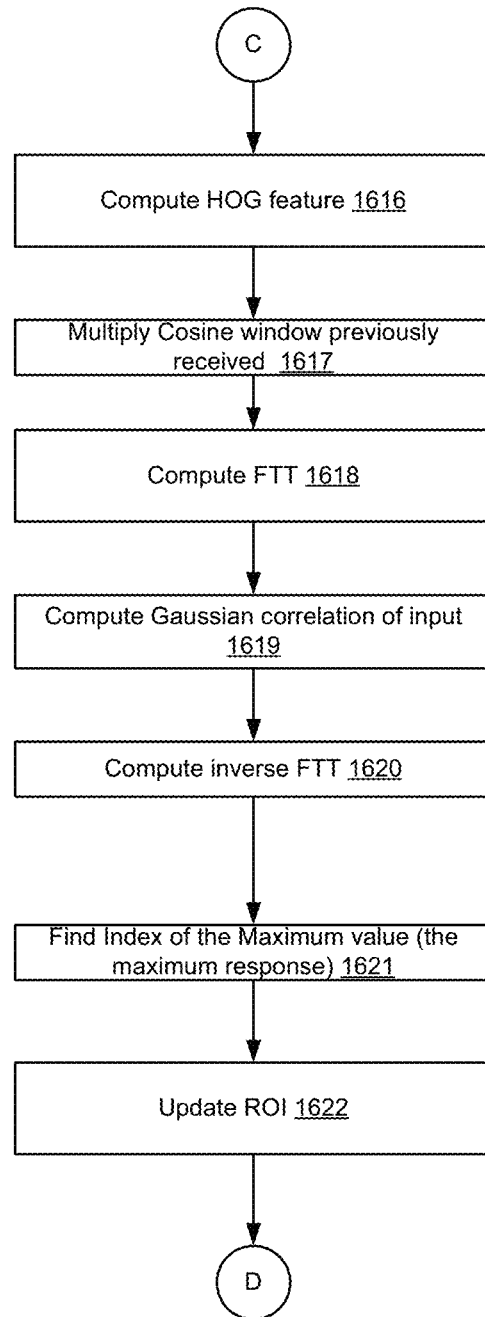 C
Compute HOG feature 1616
Multiply Cosine window previously
received 1617
Compute FTT 1618
Compute Gaussian correlation of input
1619
Compute inverse FTT 1620
Find Index of the Maximum value (the
maximum response) 1621
Update ROI 1622
D